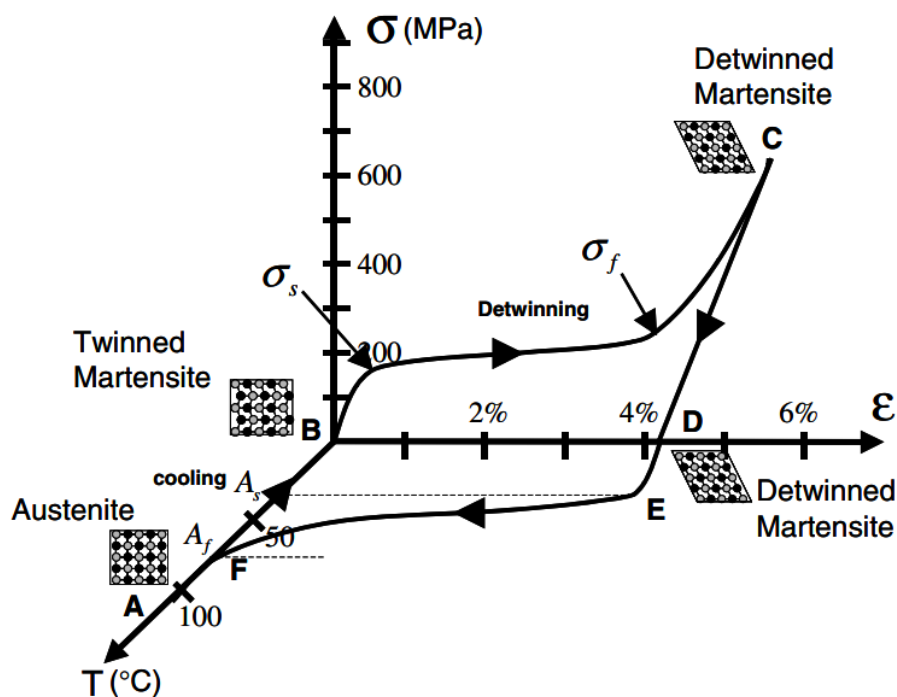 σ (MPa)
800
600
400
200
Detwinned
Martensite
C
σs
σf
Detwinning
Twinned
Martensite
B
2%
4%
D
6%
ε
cooling
As
E
Detwinned
Martensite
Austenite
Af
50
F
A
100
T (°C)